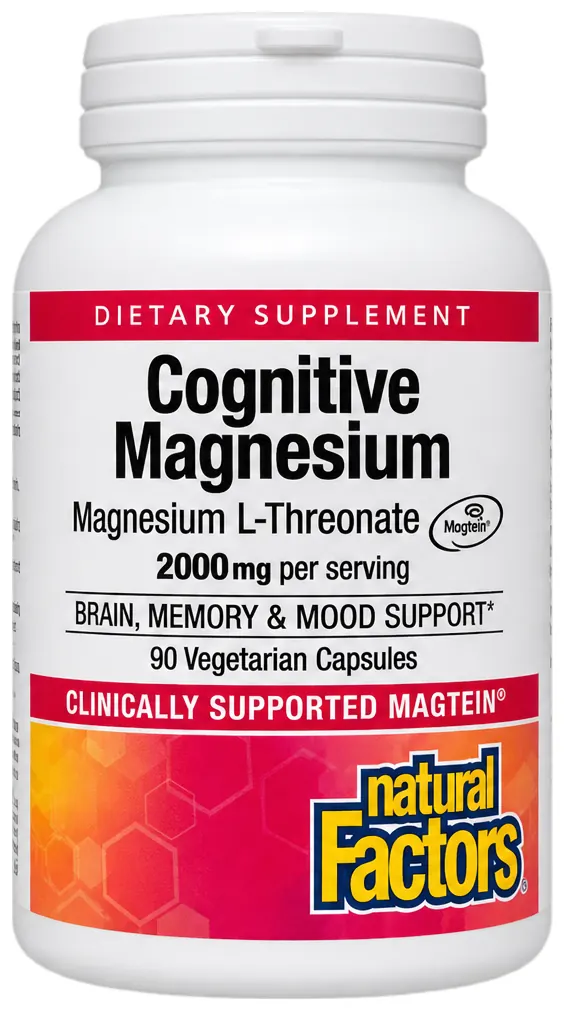 DIETARY SUPPLEMENT
Cognitive
Magnesium
Magnesium L-Threonate
Magtein®
2000 mg per serving
BRAIN, MEMORY & MOOD SUPPORT*
90 Vegetarian Capsules
CLINICALLY SUPPORTED MAGTEIN®
natural
Factors®